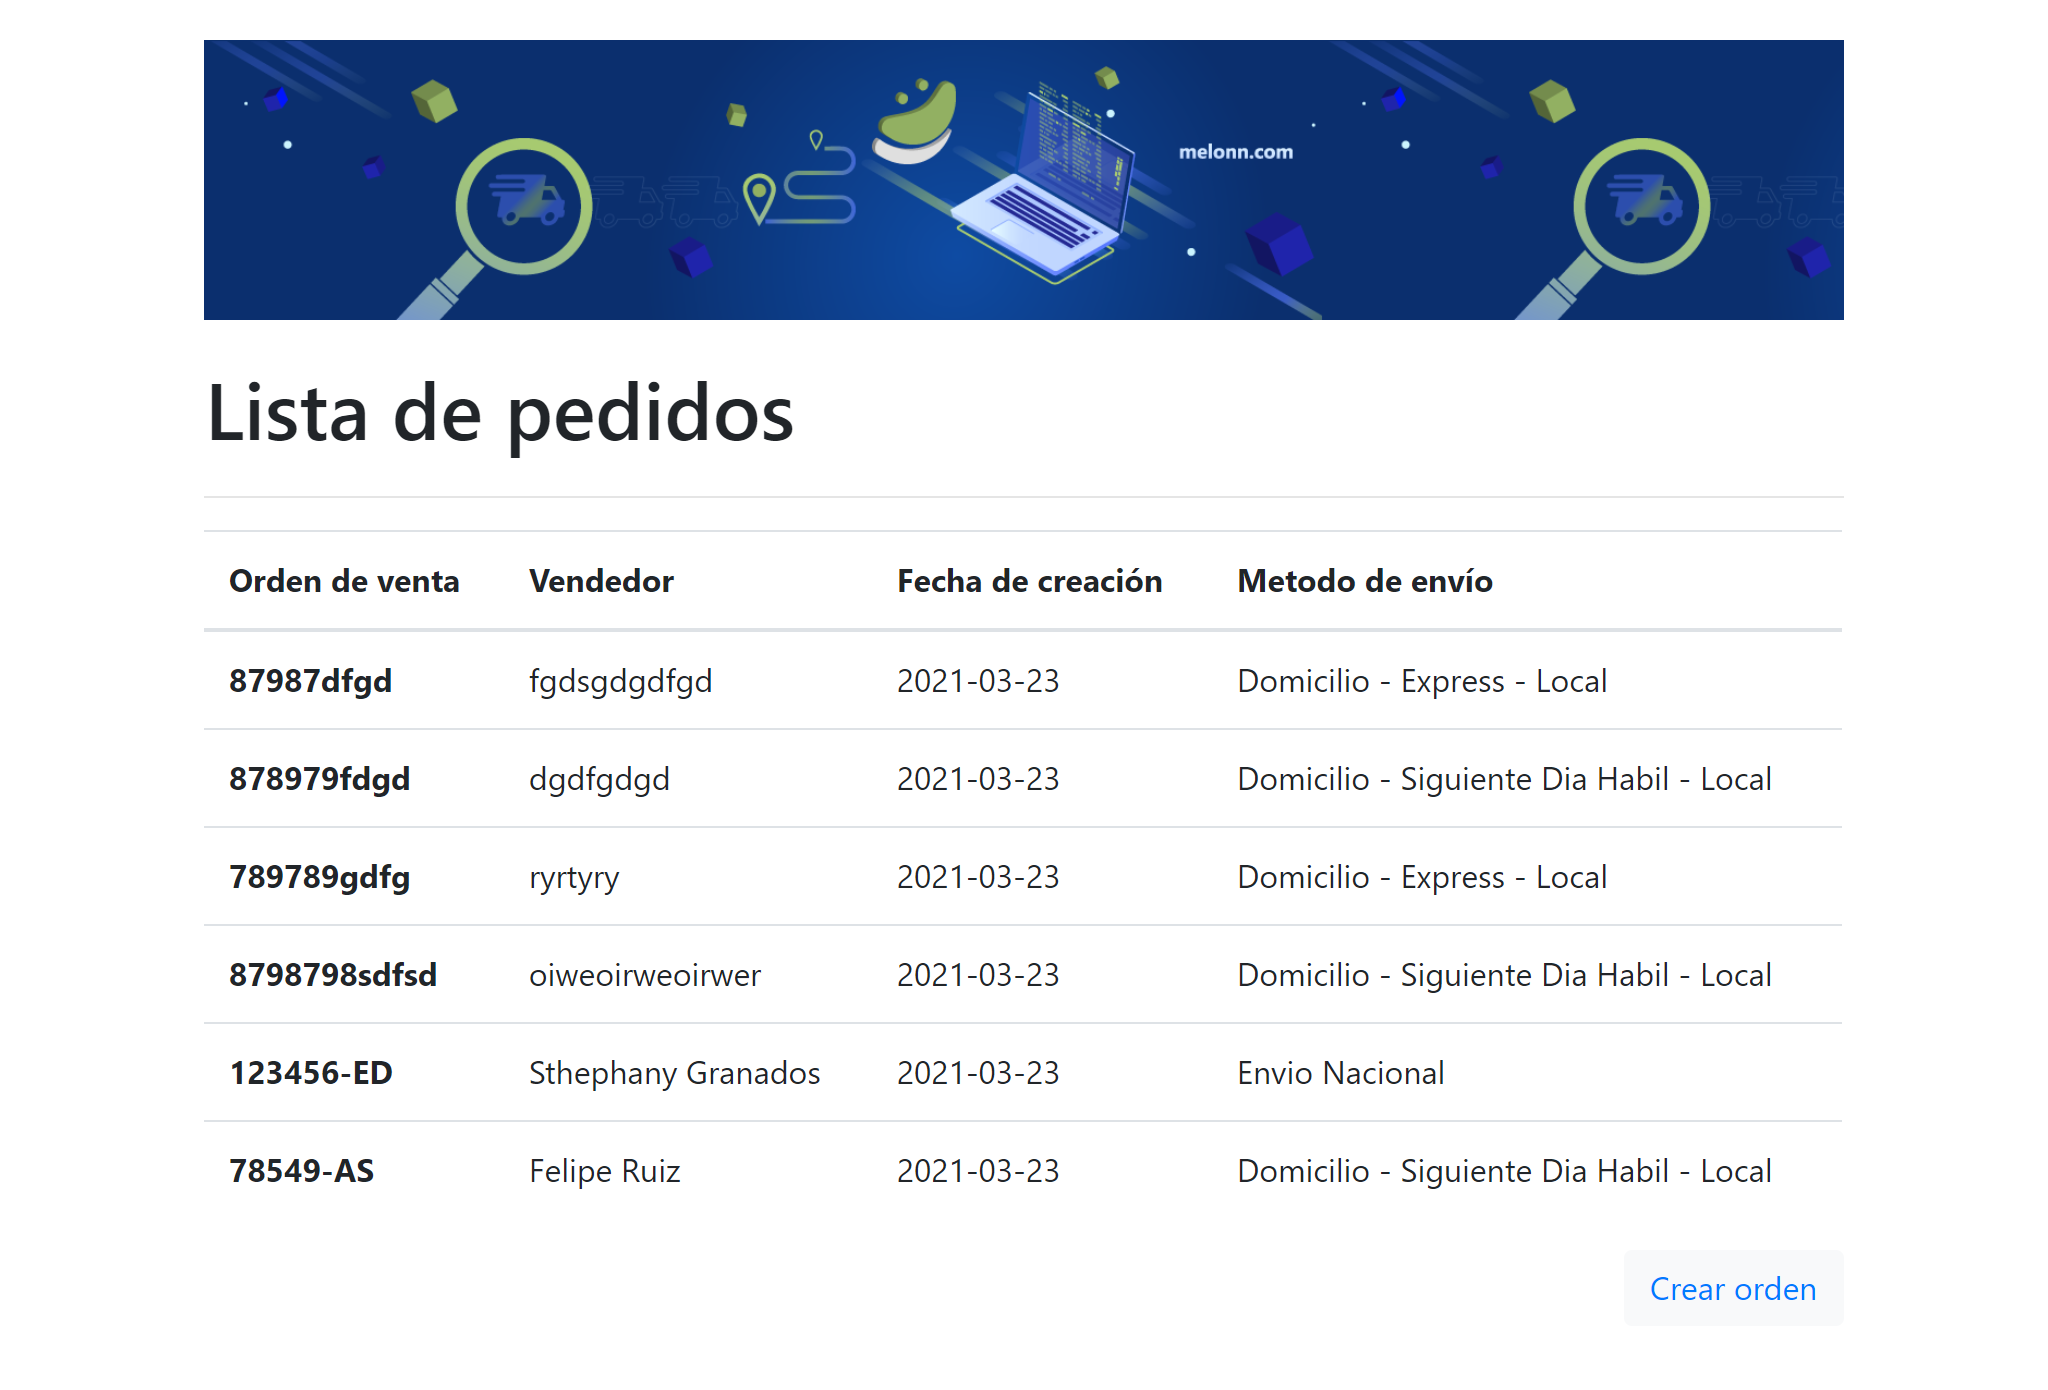 melonn.com
Lista de pedidos
Orden de venta Vendedor Fecha de creación Metodo de envío
87987dfgd fgdsgdgdfgd 2021-03-23 Domicilio - Express - Local
878979fdgd dgdfgdgd 2021-03-23 Domicilio - Siguiente Dia Habil - Local
789789gdfg ryrtyry 2021-03-23 Domicilio - Express - Local
8798798sdfsd oiweoirweoirwer 2021-03-23 Domicilio - Siguiente Dia Habil - Local
123456-ED Sthephany Granados 2021-03-23 Envio Nacional
78549-AS Felipe Ruiz 2021-03-23 Domicilio - Siguiente Dia Habil - Local
Crear orden